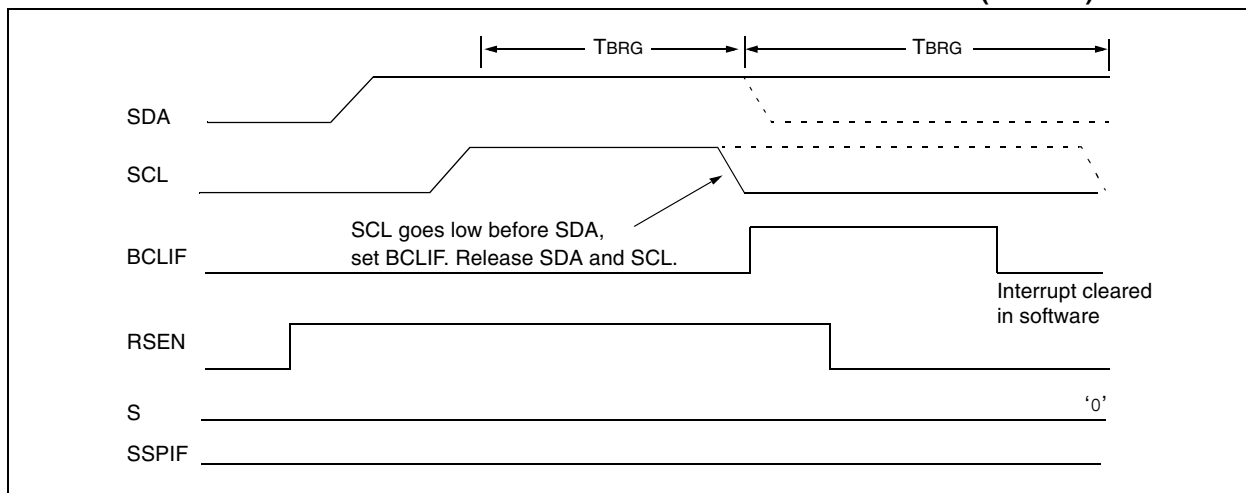 TBRG TBRG
SDA
SCL
SCL goes low before SDA,
set BCLIF. Release SDA and SCL.
BCLIF
Interrupt cleared
in software
RSEN
S ‘0’
SSPIF